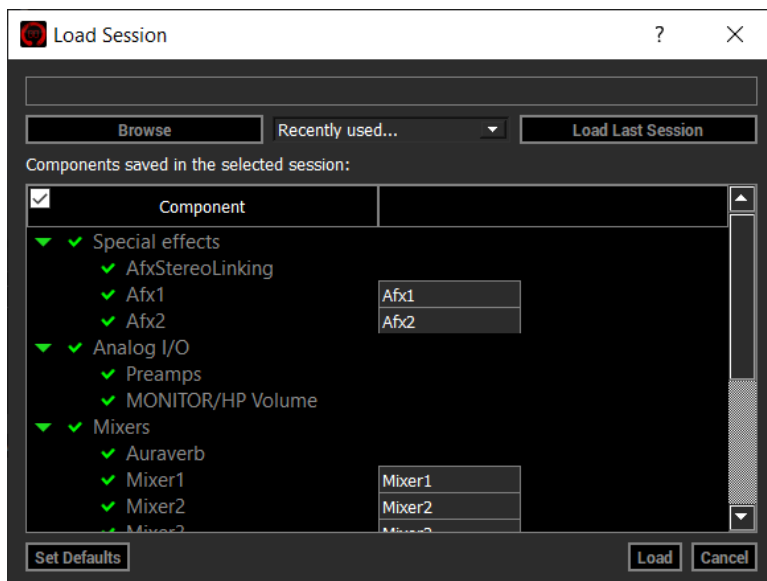 Load Session
?
Browse
Recently used...
Load Last Session
Components saved in the selected session:
Component
Special effects
AfxStereoLinking
Afx1 Afx1
Afx2 Afx2
Analog I/O
Preamps
MONITOR/HP Volume
Mixers
Auraverb
Mixer1 Mixer1
Mixer2 Mixer2
Set Defaults
Load
Cancel